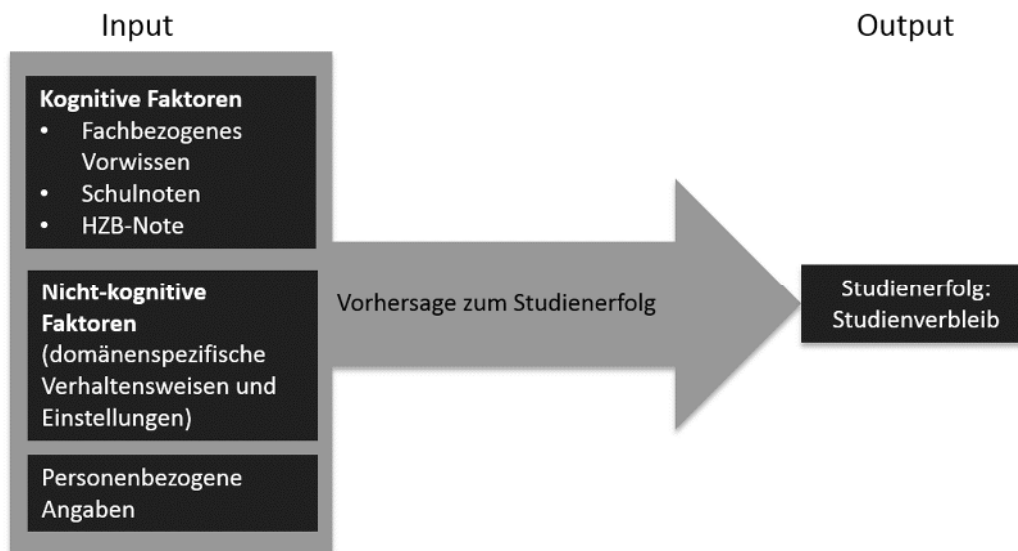 Input
Output
Kognitive Faktoren
• Fachbezogenes
Vorwissen
• Schulnoten
• HZB-Note
Nicht-kognitive
Faktoren
(domänenspezifische
Verhaltensweisen und
Einstellungen)
Personenbezogene
Angaben
Vorhersage zum Studienerfolg
Studienerfolg:
Studienverbleib